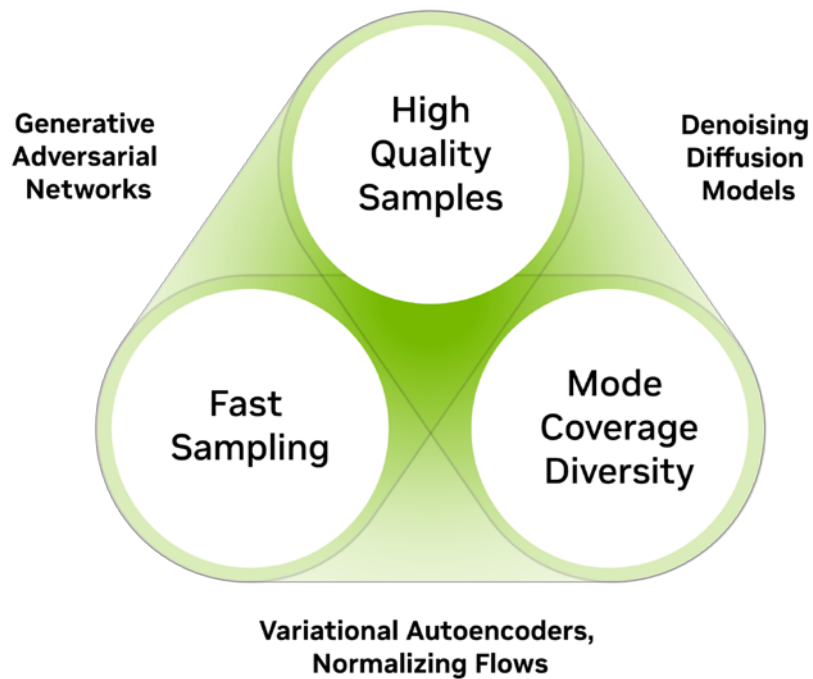 High
Quality
Samples
Generative
Adversarial
Networks
Denoising
Diffusion
Models
Fast
Sampling
Mode
Coverage
Diversity
Variational Autoencoders,
Normalizing Flows